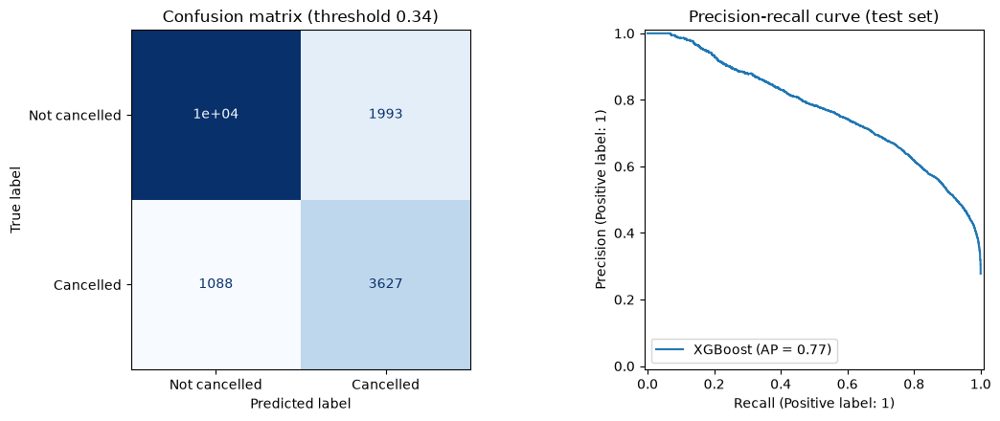 Confusion matrix (threshold 0.34)
True label
Not cancelled
1e+04
1993
Cancelled
1088
3627
Not cancelled
Cancelled
Predicted label
Precision-recall curve (test set)
Precision (Positive label: 1)
1.0
0.8
0.6
0.4
0.2
0.0
XGBoost (AP = 0.77)
0.0
0.2
0.4
0.6
0.8
1.0
Recall (Positive label: 1)